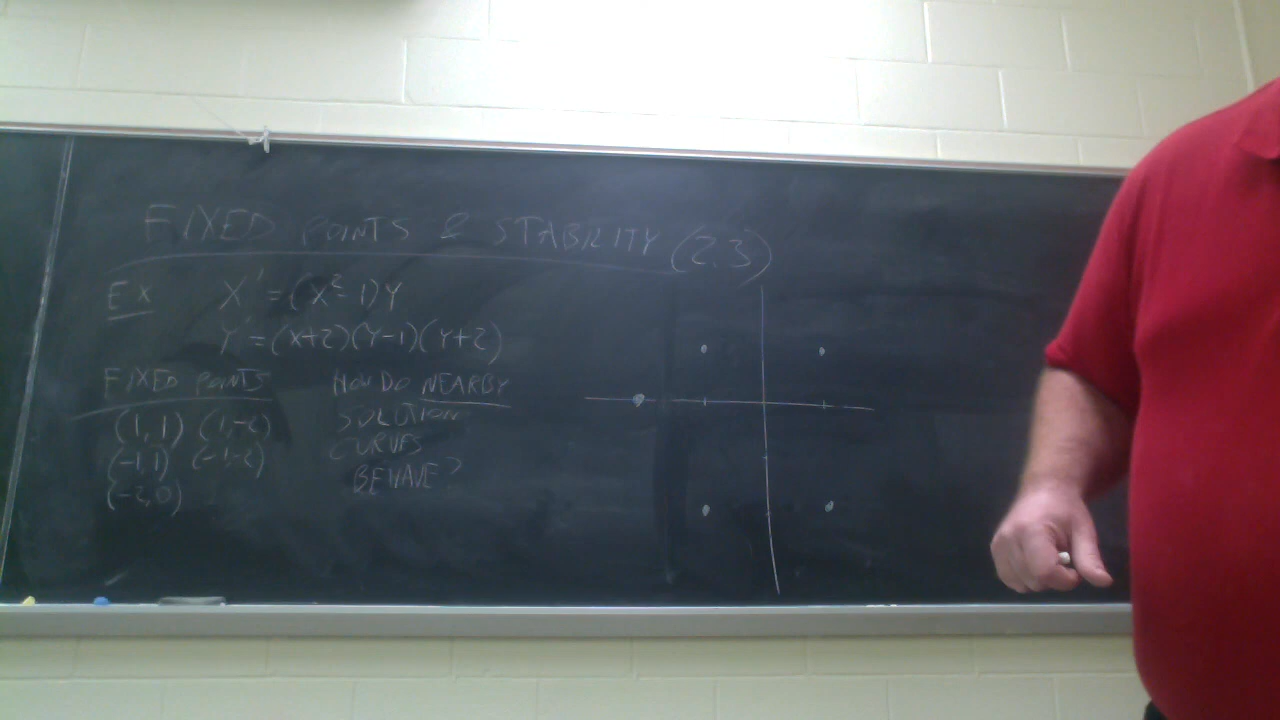 FIXED POINTS & STABILITY (2.3)
EX X' = (X² - 1)Y
Y' = (X+2)(Y-1)(Y+2)
FIXED POINTS
(1, 1) (1, -2)
(-1, 1) (-1, -2)
(-2, 0)
HOW DO NEARBY
SOLUTION
CURVES
BEHAVE?